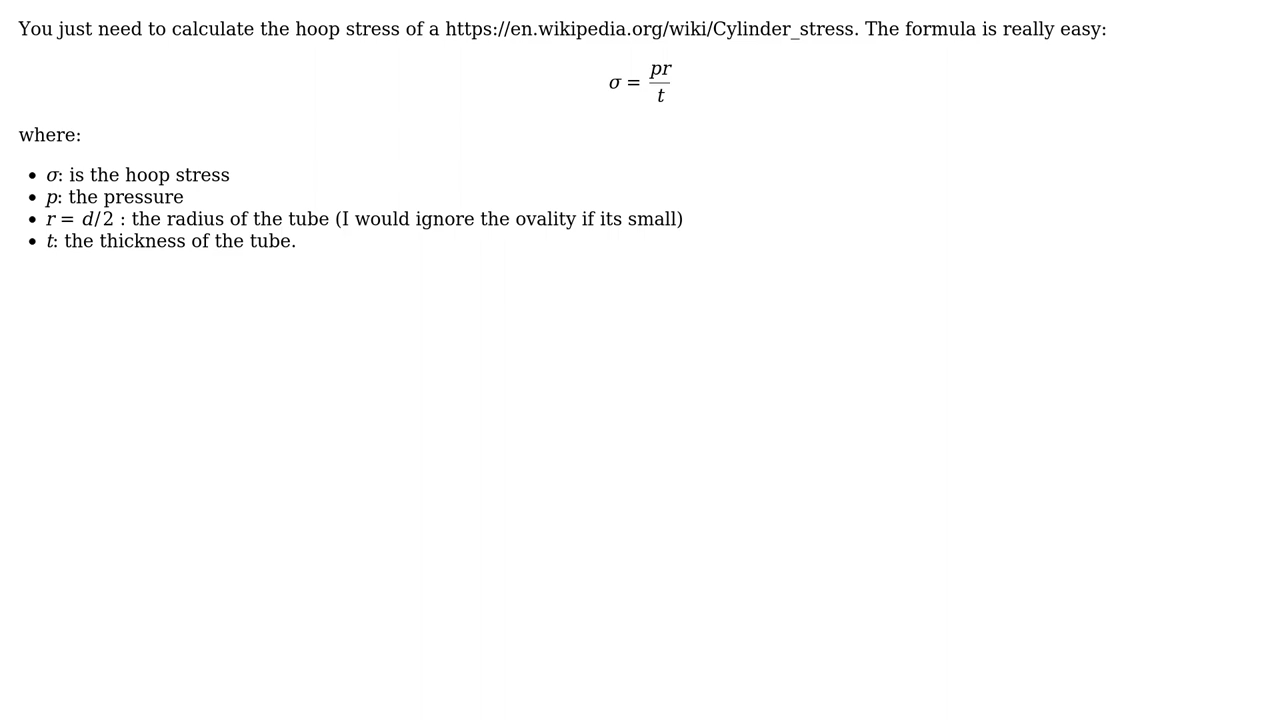 You just need to calculate the hoop stress of a https://en.wikipedia.org/wiki/Cylinder_stress. The formula is really easy:
σ = pr/t
where:
• σ: is the hoop stress
• p: the pressure
• r = d/2 : the radius of the tube (I would ignore the ovality if its small)
• t: the thickness of the tube.